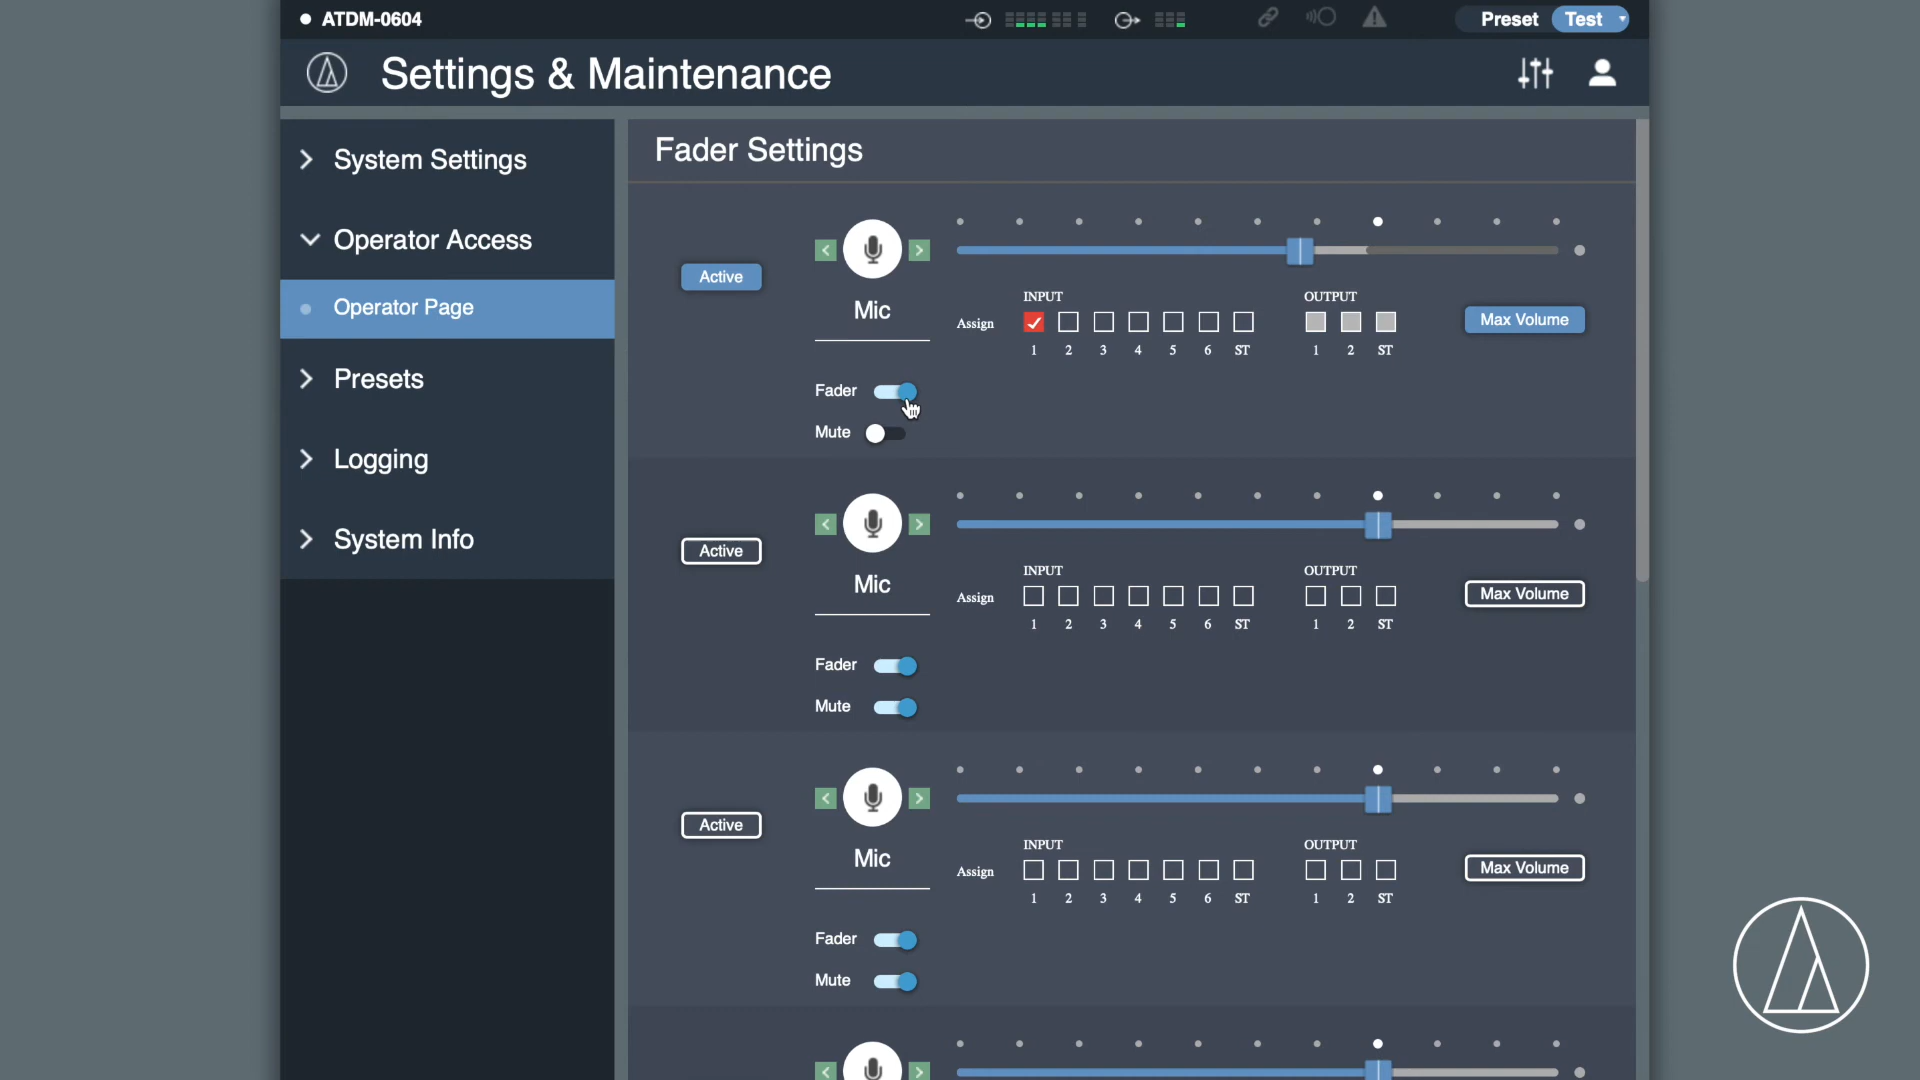 ATDM-0604
Preset Test
Settings & Maintenance
System Settings
Operator Access
Operator Page
Presets
Logging
System Info
Fader Settings
Active
Mic
Assign
INPUT
1 2 3 4 5 6 ST
OUTPUT
1 2 ST
Max Volume
Fader
Mute
Active
Mic
Assign
INPUT
1 2 3 4 5 6 ST
OUTPUT
1 2 ST
Max Volume
Fader
Mute
Active
Mic
Assign
INPUT
1 2 3 4 5 6 ST
OUTPUT
1 2 ST
Max Volume
Fader
Mute